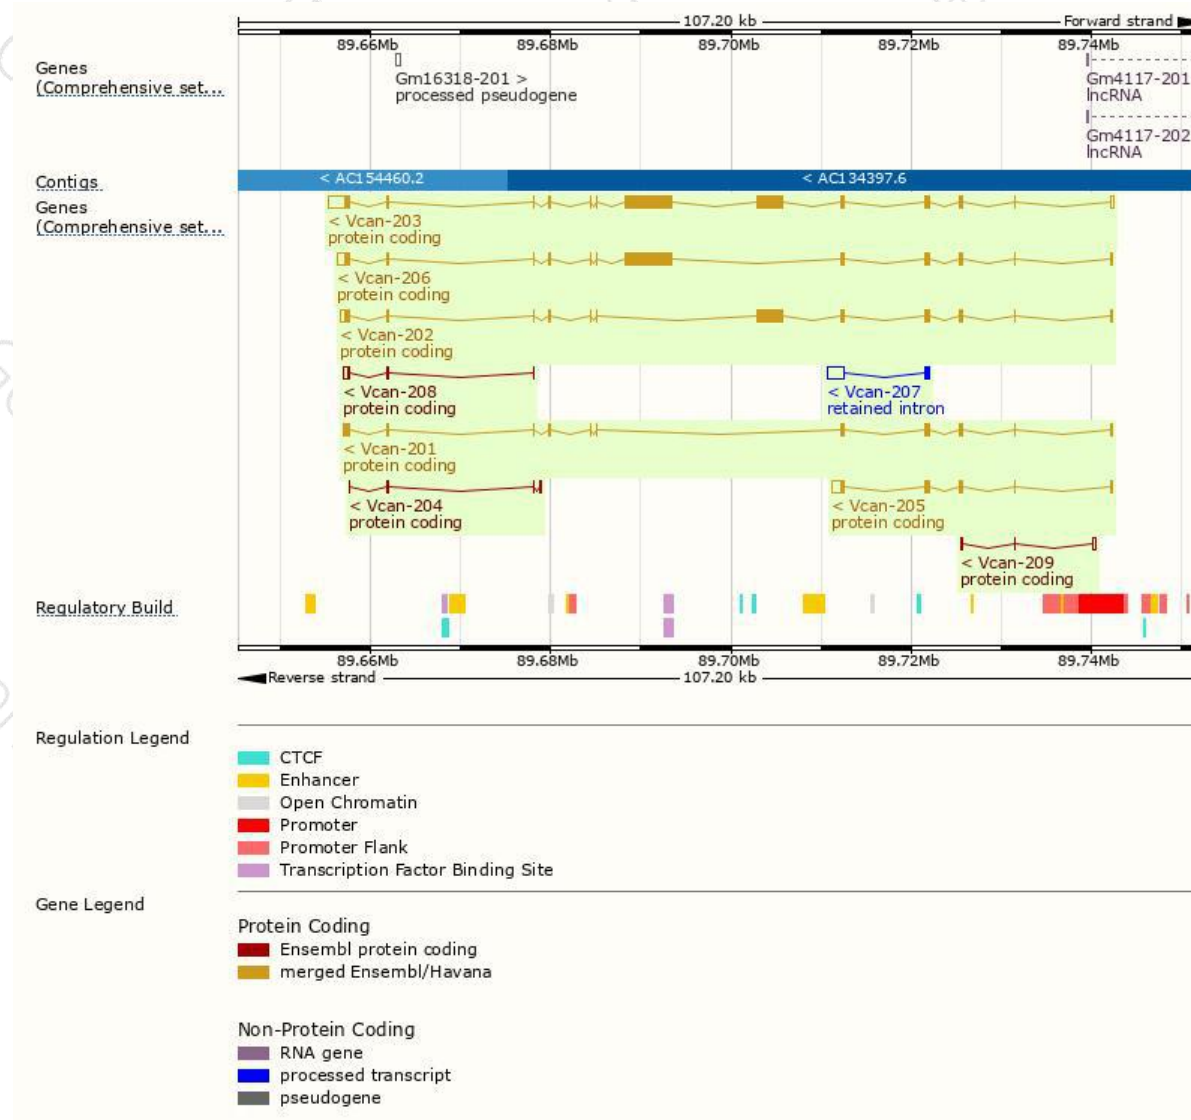 107.20 kb Forward strand
89.66Mb 89.68Mb 89.70Mb 89.72Mb 89.74Mb
Genes
(Comprehensive set...
Gm16318-201 >
processed pseudogene
Gm4117-201
lncRNA
Gm4117-202
lncRNA
Contigs
< AC154460.2 < AC134397.6
Genes
(Comprehensive set...
< Vcan-203
protein coding
< Vcan-206
protein coding
< Vcan-202
protein coding
< Vcan-208 < Vcan-207
protein coding retained intron
< Vcan-201
protein coding
< Vcan-204 < Vcan-205
protein coding protein coding
< Vcan-209
protein coding
Regulatory Build
89.66Mb 89.68Mb 89.70Mb 89.72Mb 89.74Mb
Reverse strand 107.20 kb
Regulation Legend
CTCF
Enhancer
Open Chromatin
Promoter
Promoter Flank
Transcription Factor Binding Site
Gene Legend
Protein Coding
Ensembl protein coding
merged Ensembl/Havana
Non-Protein Coding
RNA gene
processed transcript
pseudogene